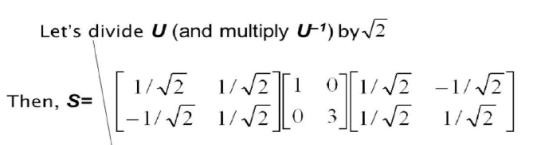 Let's divide U (and multiply U-1) by √2
Then, S= [ 1/√2 1/√2 ] [ 1 0 ] [ 1/√2 -1/√2 ]
[ -1/√2 1/√2 ] [ 0 3 ] [ 1/√2 1/√2 ]